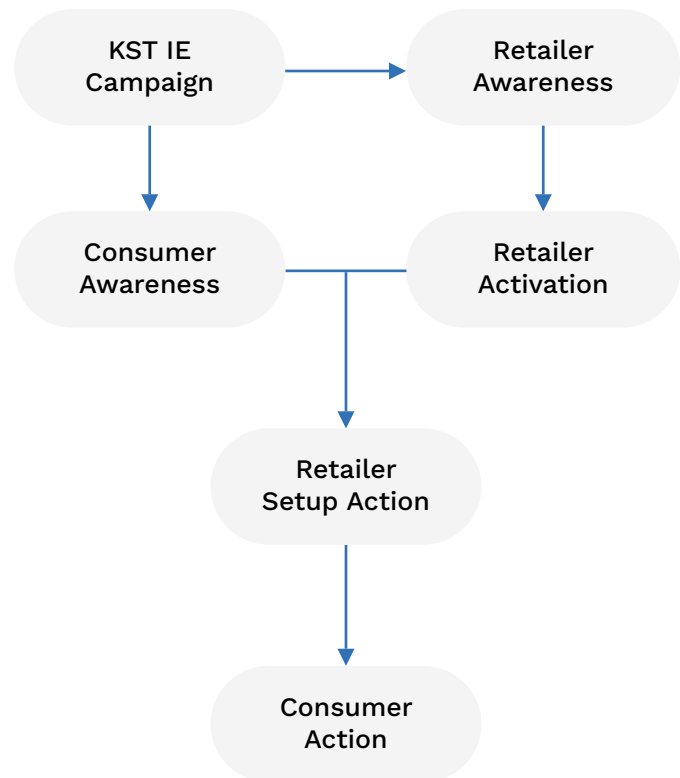 KST IE
Campaign
Retailer
Awareness
Consumer
Awareness
Retailer
Activation
Retailer
Setup Action
Consumer
Action